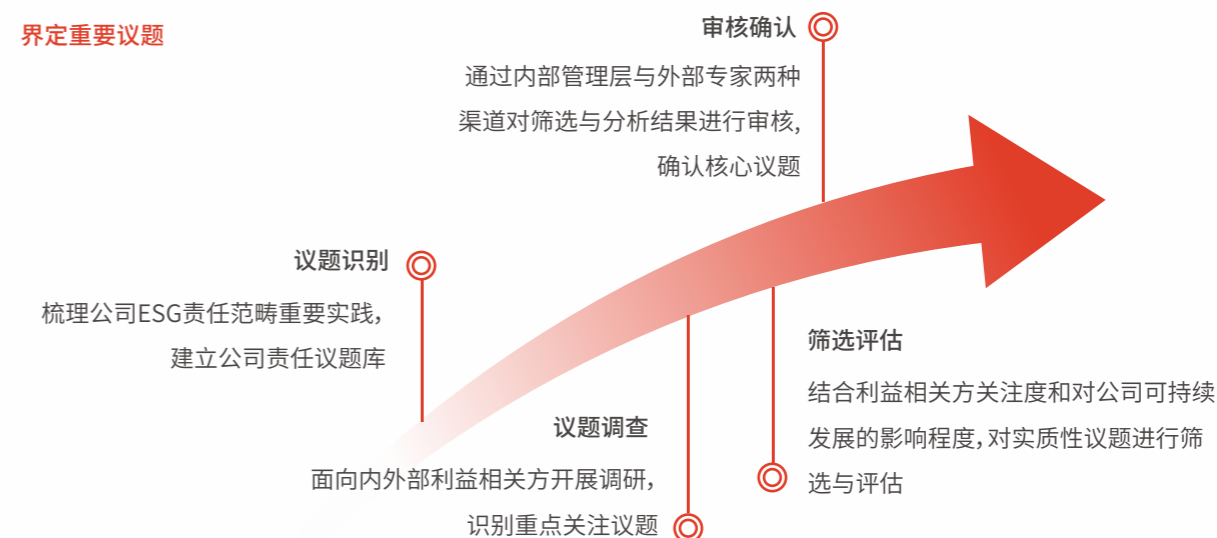 界定重要议题
审核确认
通过内部管理层与外部专家两种
渠道对筛选与分析结果进行审核,
确认核心议题
议题识别
梳理公司ESG责任范畴重要实践,
建立公司责任议题库
议题调查
面向内外部利益相关方开展调研,
识别重点关注议题
筛选评估
结合利益相关方关注度和对公司可持续
发展的影响程度,对实质性议题进行筛
选与评估